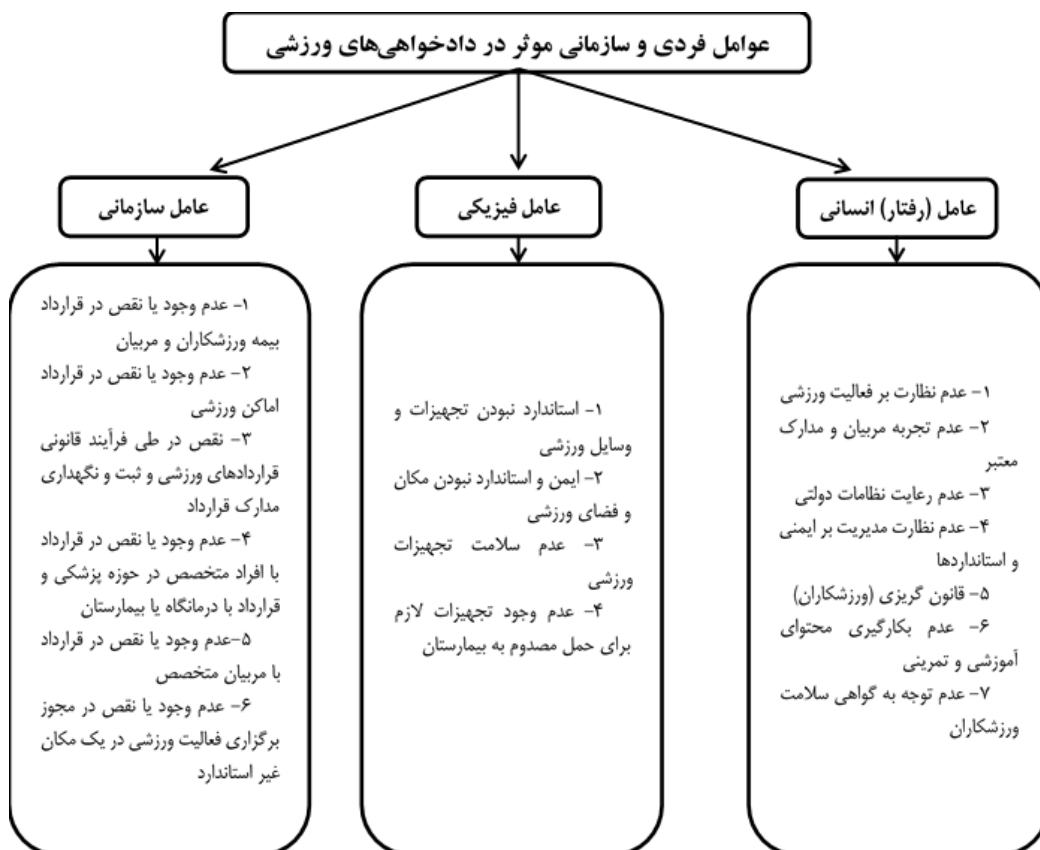 عوامل فردی و سازمانی موثر در دادخواهی‌های ورزشی
عامل (رفتار) انسانی
۱- عدم نظارت بر فعالیت ورزشی
۲- عدم تجربه مربیان و مدارک
معتبر
۳- عدم رعایت نظامات دولتی
۴- عدم نظارت مدیریت بر ایمنی
و استانداردها
۵- قانون گریزی (ورزشکاران)
۶- عدم بکارگیری محتوای
آموزشی و تمرینی
۷- عدم توجه به گواهی سلامت
ورزشکاران
عامل فیزیکی
۱- استاندارد نبودن تجهیزات و
وسایل ورزشی
۲- ایمن و استاندارد نبودن مکان
و فضای ورزشی
۳- عدم سلامت تجهیزات
ورزشی
۴- عدم وجود تجهیزات لازم
برای حمل مصدوم به بیمارستان
عامل سازمانی
۱- عدم وجود یا نقص در قرارداد
بیمه ورزشکاران و مربیان
۲- عدم وجود یا نقص در قرارداد
اماکن ورزشی
۳- نقص در طی فرآیند قانونی
قراردادهای ورزشی و ثبت و نگهداری
مدارک قرارداد
۴- عدم وجود یا نقص در قرارداد
با افراد متخصص در حوزه پزشکی و
قرارداد با درمانگاه یا بیمارستان
۵-عدم وجود یا نقص در قرارداد
با مربیان متخصص
۶- عدم وجود یا نقص در مجوز
برگزاری فعالیت ورزشی در یک مکان
غیر استاندارد